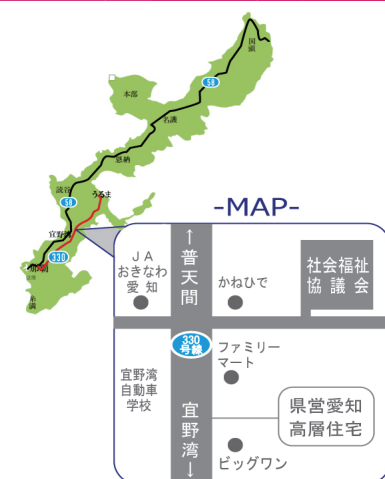 国頭
58
本部
名護
恩納
読谷
うるま
58
宜野湾
330
那覇
糸満
-MAP-
↑
普天間
JA
おきなわ
愛知
かねひで
社会福祉
協議会
330
号線
ファミリー
マート
宜野湾
自動車
学校
宜野湾
↓
県営愛知
高層住宅
ビッグワン